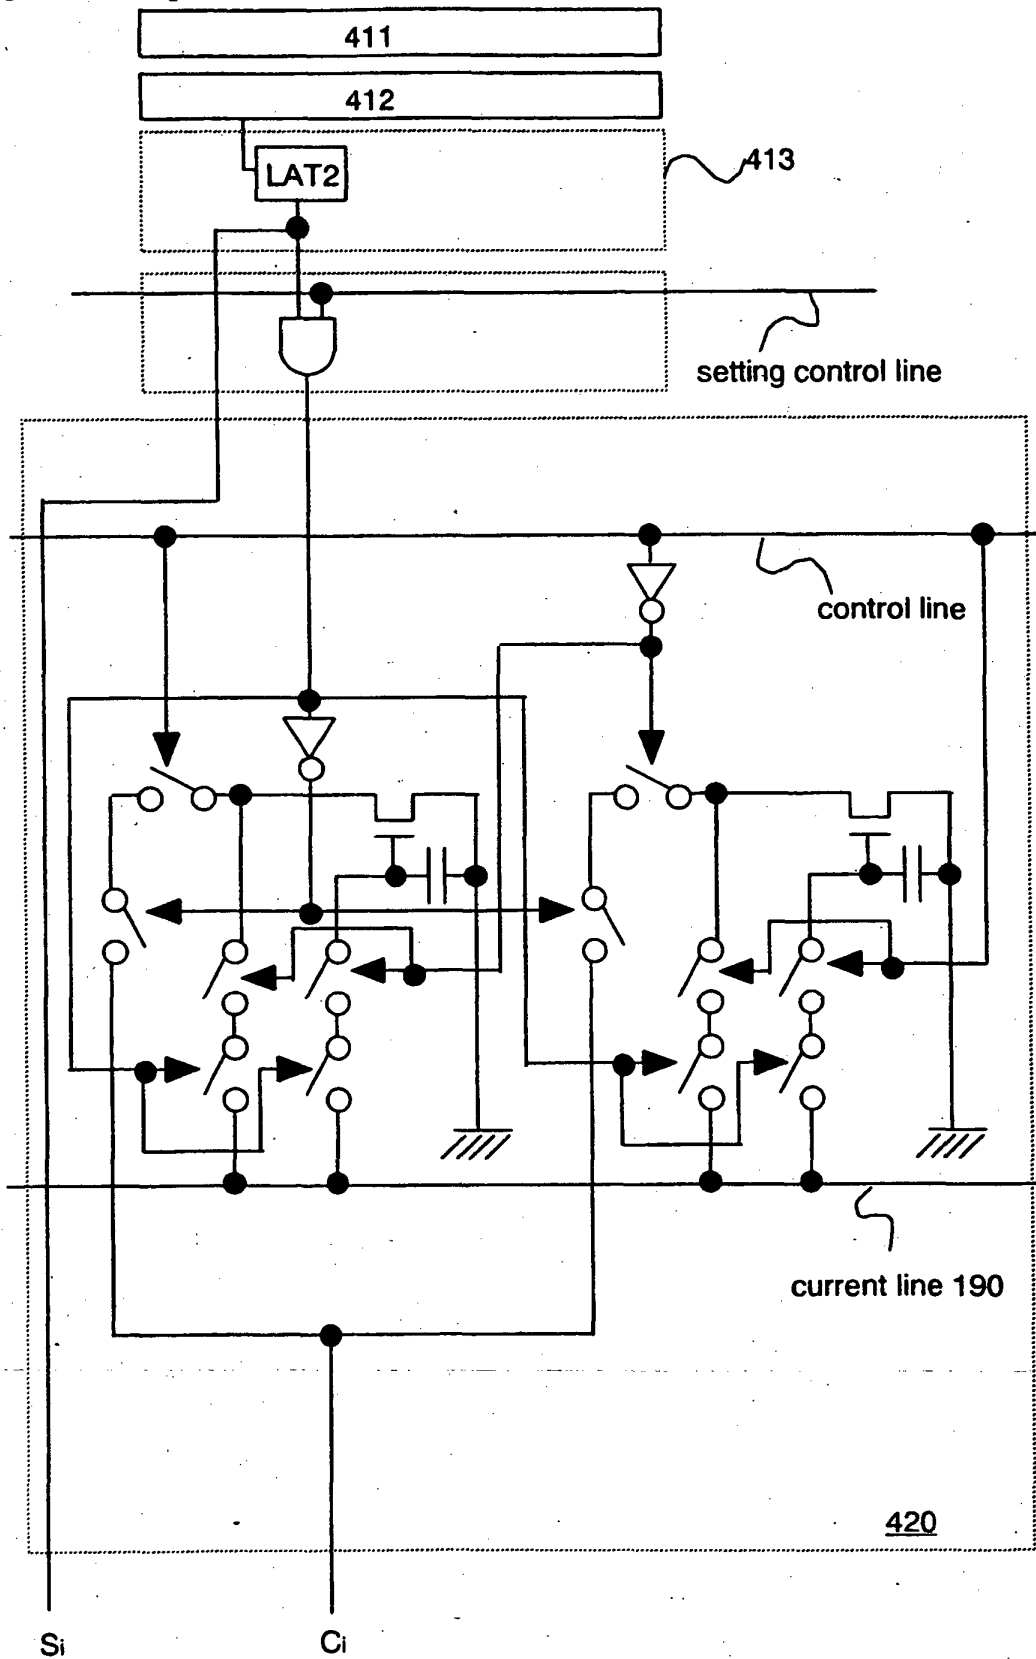 411
412
LAT2
413
setting control line
control line
current line 190
420
Si
Ci